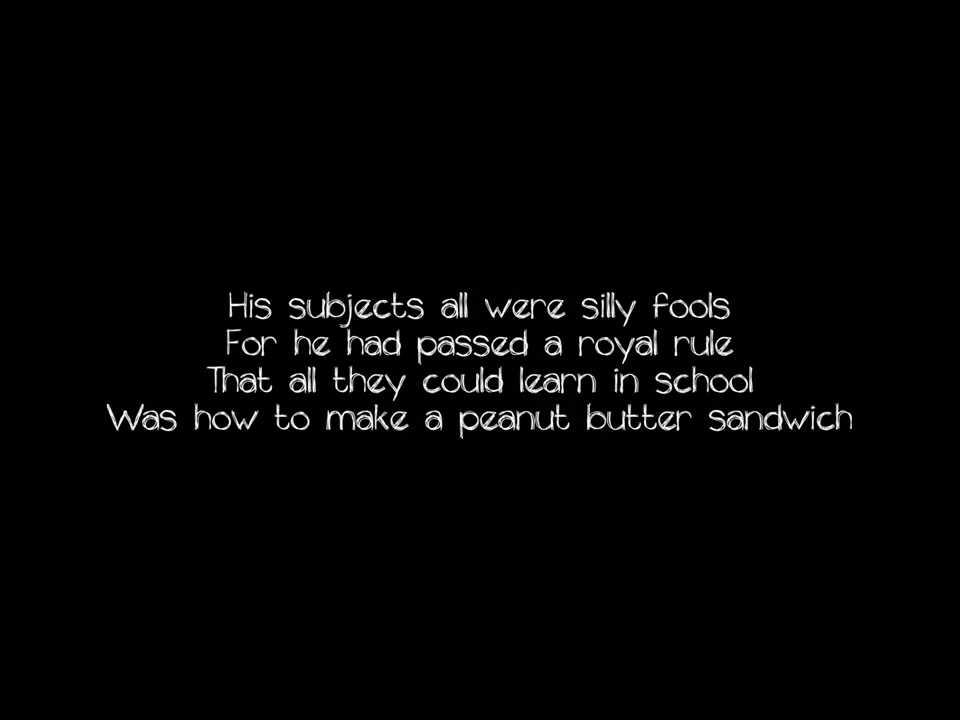 His subjects all were silly fools
For he had passed a royal rule
That all they could learn in school
Was how to make a peanut butter sandwich